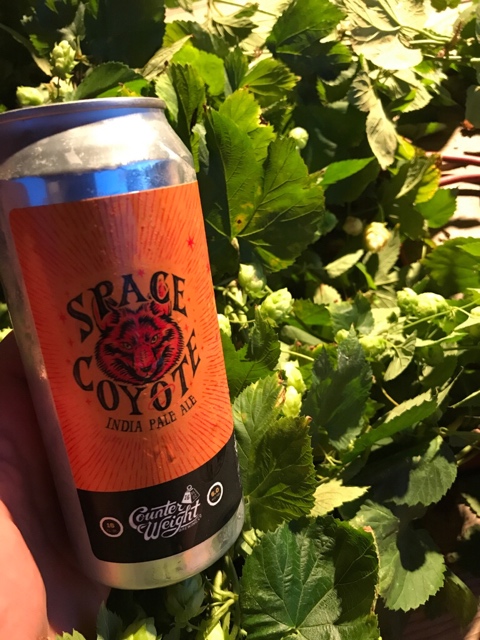 SPACE
COYOTE
INDIA PALE ALE
Counter
Weight